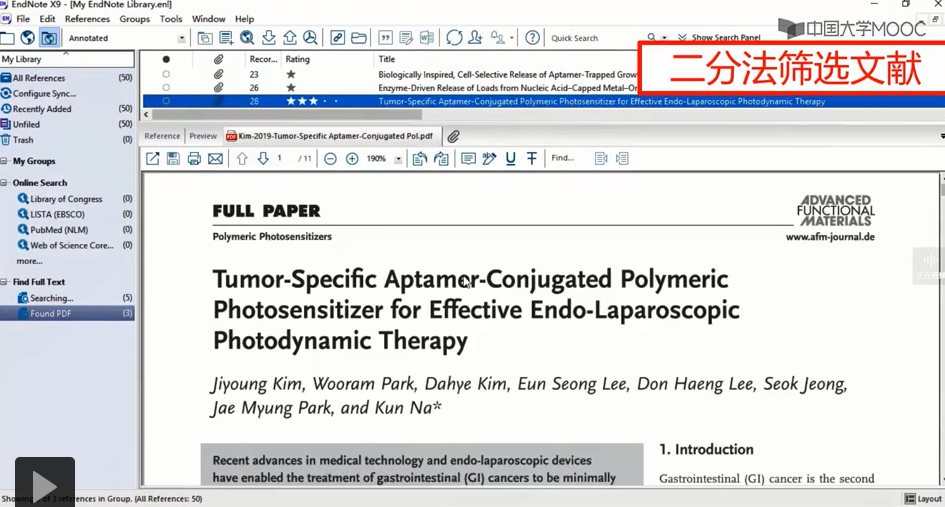 EndNote X9 - [My EndNote Library.enl]
File Edit References Groups Tools Window Help
中国大学MOOC
Annotated
Quick Search
Show Search Panel
二分法筛选文献
My Library
All References (50)
Configure Sync...
Recently Added (50)
Unfiled (50)
Trash (0)
My Groups
Online Search
Library of Congress (0)
LISTA (EBSCO) (0)
PubMed (NLM) (0)
Web of Science Core... (0)
more...
Find Full Text
Searching... (5)
Found PDF (3)
Recor... Rating Title
23 Biologically Inspired, Cell-Selective Release of Aptamer-Trapped Grow
26 Enzyme-Driven Release of Loads from Nucleic Acid–Capped Metal–Or
28 Tumor-Specific Aptamer-Conjugated Polymeric Photosensitizer for Effective Endo-Laparoscopic Photodynamic Therapy
Reference Preview Kim-2019-Tumor-Specific Aptamer-Conjugated Pol.pdf
1 / 11 190% Find...
FULL PAPER
ADVANCED
FUNCTIONAL
MATERIALS
Polymeric Photosensitizers
www.afm-journal.de
Tumor-Specific Aptamer-Conjugated Polymeric
Photosensitizer for Effective Endo-Laparoscopic
Photodynamic Therapy
Jiyoung Kim, Wooram Park, Dahye Kim, Eun Seong Lee, Don Haeng Lee, Seok Jeong,
Jae Myung Park, and Kun Na*
Recent advances in medical technology and endo-laparoscopic devices
have enabled the treatment of gastrointestinal (GI) cancers to be minimally
1. Introduction
Gastrointestinal (GI) cancer is the second
Showing 3 references in Group. (All References: 50)
Layout